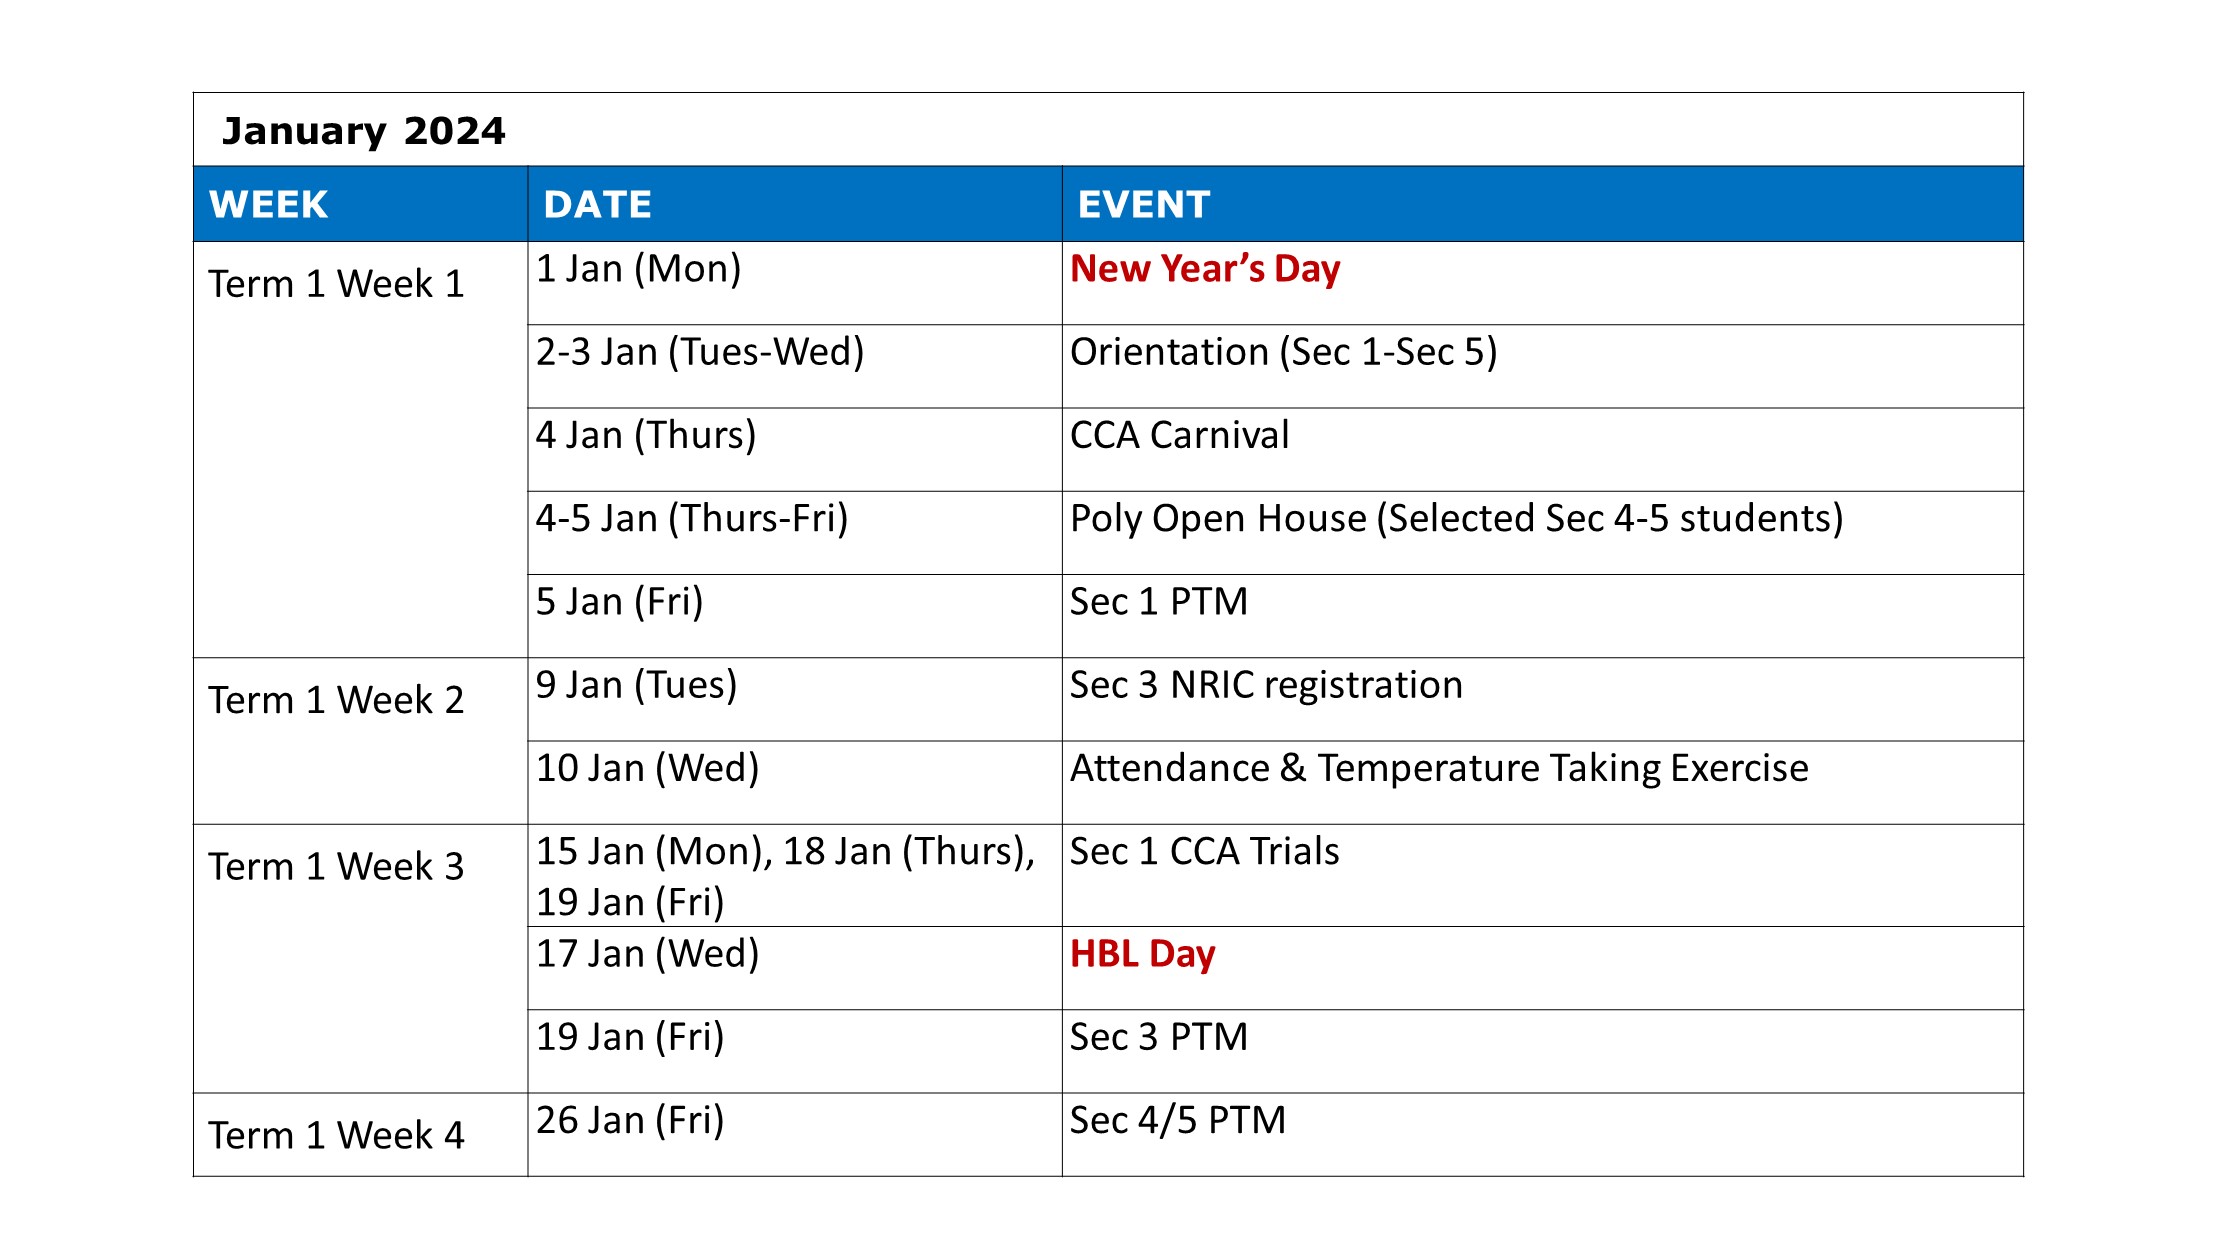 January 2024
WEEK DATE EVENT
Term 1 Week 1 1 Jan (Mon) New Year’s Day
2-3 Jan (Tues-Wed) Orientation (Sec 1-Sec 5)
4 Jan (Thurs) CCA Carnival
4-5 Jan (Thurs-Fri) Poly Open House (Selected Sec 4-5 students)
5 Jan (Fri) Sec 1 PTM
Term 1 Week 2 9 Jan (Tues) Sec 3 NRIC registration
10 Jan (Wed) Attendance & Temperature Taking Exercise
Term 1 Week 3 15 Jan (Mon), 18 Jan (Thurs), Sec 1 CCA Trials
19 Jan (Fri)
17 Jan (Wed) HBL Day
19 Jan (Fri) Sec 3 PTM
Term 1 Week 4 26 Jan (Fri) Sec 4/5 PTM